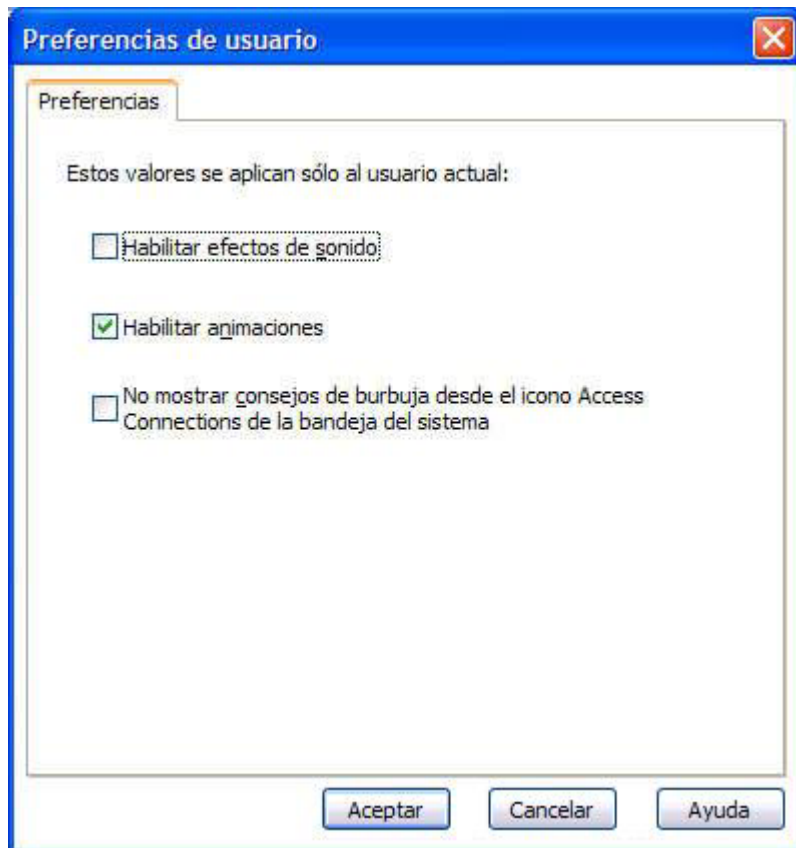 Preferencias de usuario
Preferencias
Estos valores se aplican sólo al usuario actual:
Habilitar efectos de sonido
Habilitar animaciones
No mostrar consejos de burbuja desde el icono Access
Connections de la bandeja del sistema
Aceptar Cancelar Ayuda